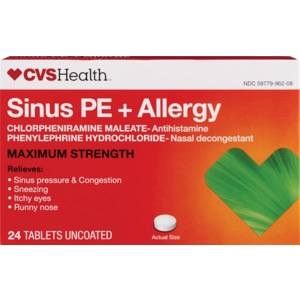 ♥CVSHealth.
NDC 59779-962-08
Sinus PE + Allergy
CHLORPHENIRAMINE MALEATE- Antihistamine
PHENYLEPHRINE HYDROCHLORIDE- Nasal decongestant
MAXIMUM STRENGTH
Relieves:
• Sinus pressure & Congestion
• Sneezing
• Itchy eyes
• Runny nose
24 TABLETS UNCOATED
Actual Size